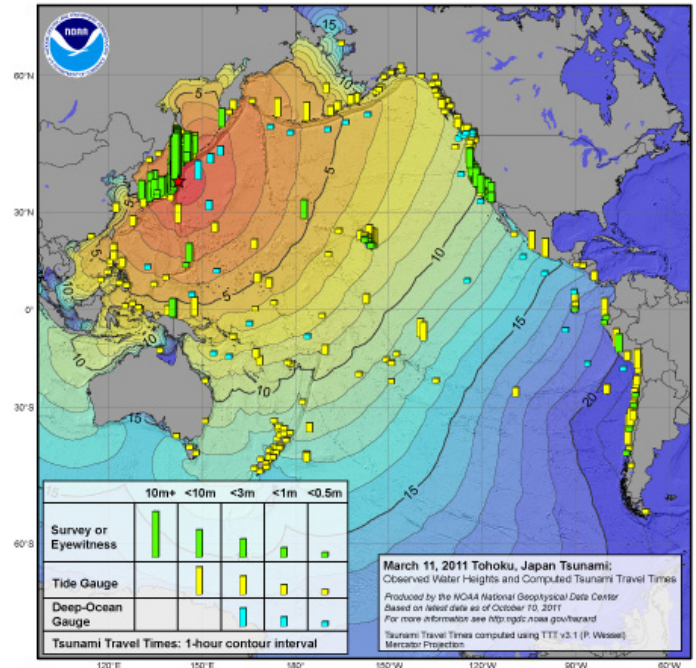 NOAA
15
10
60°N
5
5
30°N
5
5
5
10
0°
5
15
10
10
10
30°S
15
20
15
10m+ <10m <3m <1m <0.5m
Survey or
Eyewitness
60°S
Tide Gauge
Deep-Ocean
Gauge
Tsunami Travel Times: 1-hour contour interval
March 11, 2011 Tohoku, Japan Tsunami:
Observed Water Heights and Computed Tsunami Travel Times
Produced by the NOAA National Geophysical Data Center
Based on latest data as of October 10, 2011
For more information see http:ngdc.noaa.gov/hazard
Tsunami Travel Times computed using TTT v3.1 (P. Wessel)
Mercator Projection
120°E 150°E 180° 150°W 120°W 90°W 60°W